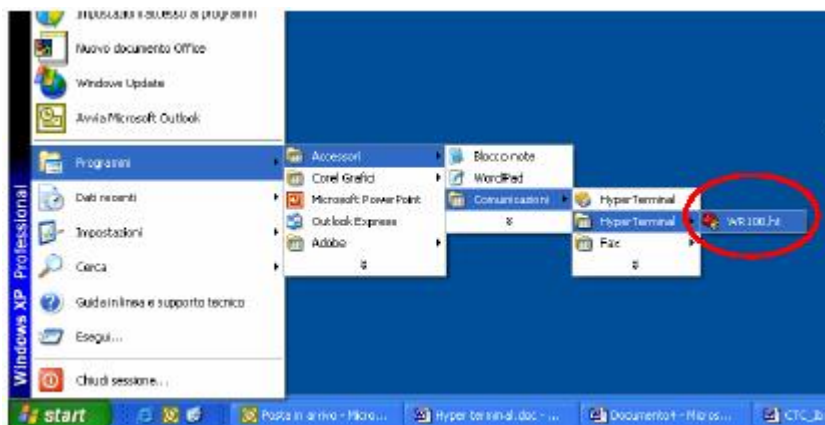 Impostazioni accesso ai programmi
Nuovo documento Office
Windows Update
Avvia Microsoft Outlook
Programmi
Dati recenti
Impostazioni
Cerca
Guida in linea e supporto tecnico
Esegui...
Chiudi sessione...
Windows XP Professional
Accessori
Corel Grafici
Microsoft PowerPoint
Outlook Express
Adobe
Blocco note
WordPad
Comunicazioni
HyperTerminal
HyperTerminal
Fax
WR100.ht
start
Posta in arrivo - Micro...
Hyper terminal.doc - ...
Documento4 - Micros...
CTC_Ib